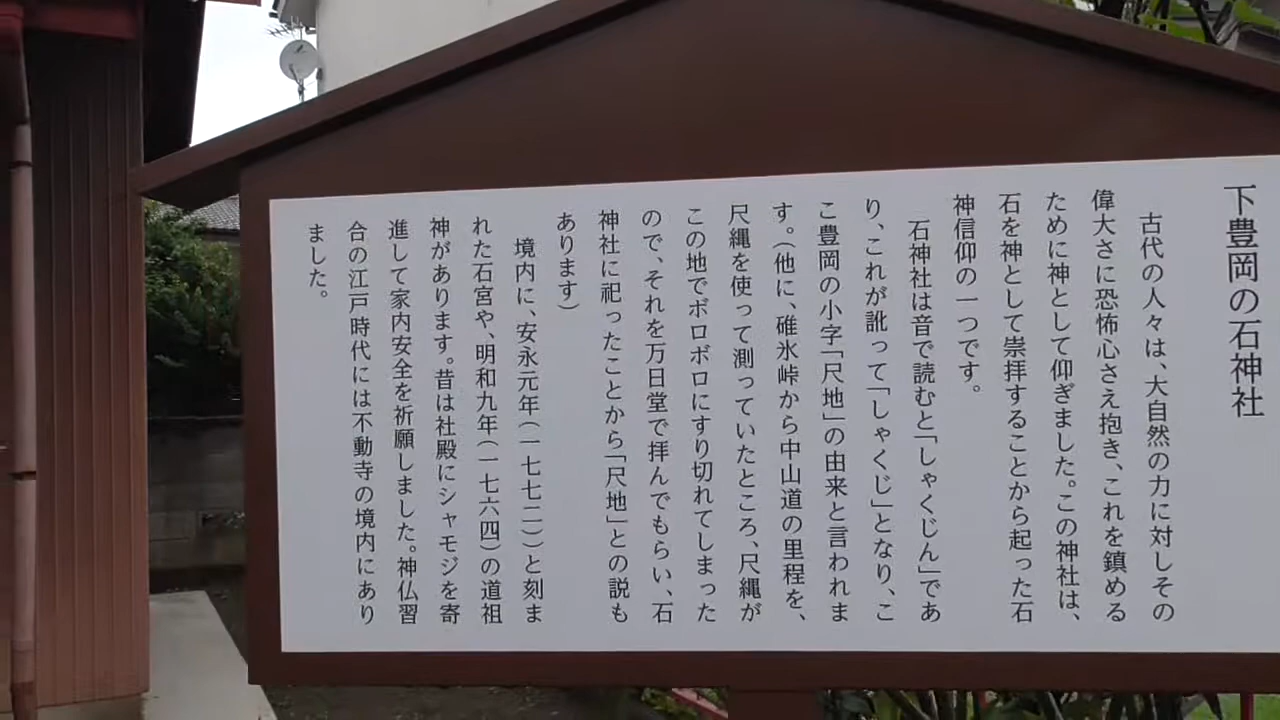 下豊岡の石神社
古代の人々は、大自然の力に対しその
偉大さに恐怖心さえ抱き、これを鎮める
ために神として仰ぎました。この神社は、
石を神として崇拝することから起った石
神信仰の一つです。
石神社は音で読むと「しゃくじん」であ
り、これが訛って「しゃくじ」となり、こ
こ豊岡の小字「尺地」の由来と言われま
す。(他に、碓氷峠から中山道の里程を、
尺縄を使って測っていたところ、尺縄が
この地でボロボロにすり切れてしまった
ので、それを万日堂で拝んでもらい、石
神社に祀ったことから「尺地」との説も
あります)
境内に、安永元年(一七七二)と刻ま
れた石宮や、明和九年(一七六四)の道祖
神があります。昔は社殿にシャモジを寄
進して家内安全を祈願しました。神仏習
合の江戸時代には不動寺の境内にあり
ました。